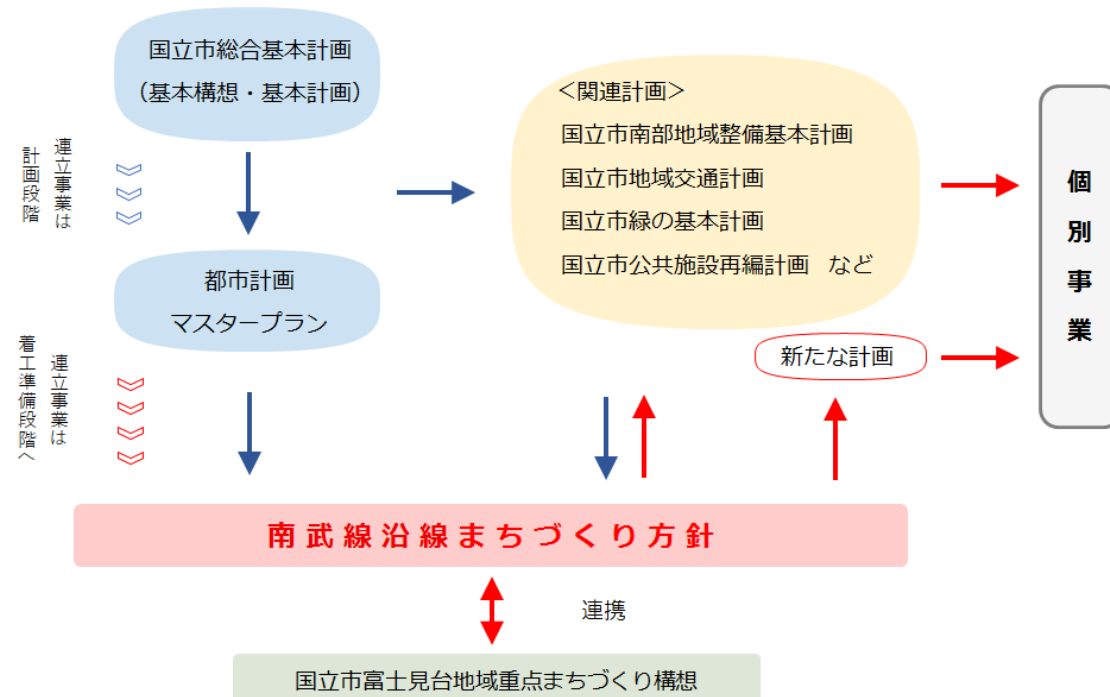 国立市総合基本計画
（基本構想・基本計画）
連立事業は
計画段階
都市計画
マスタープラン
連立事業は
着工準備段階へ
＜関連計画＞
国立市南部地域整備基本計画
国立市地域交通計画
国立市緑の基本計画
国立市公共施設再編計画　など
新たな計画
個別事業
南武線沿線まちづくり方針
連携
国立市富士見台地域重点まちづくり構想